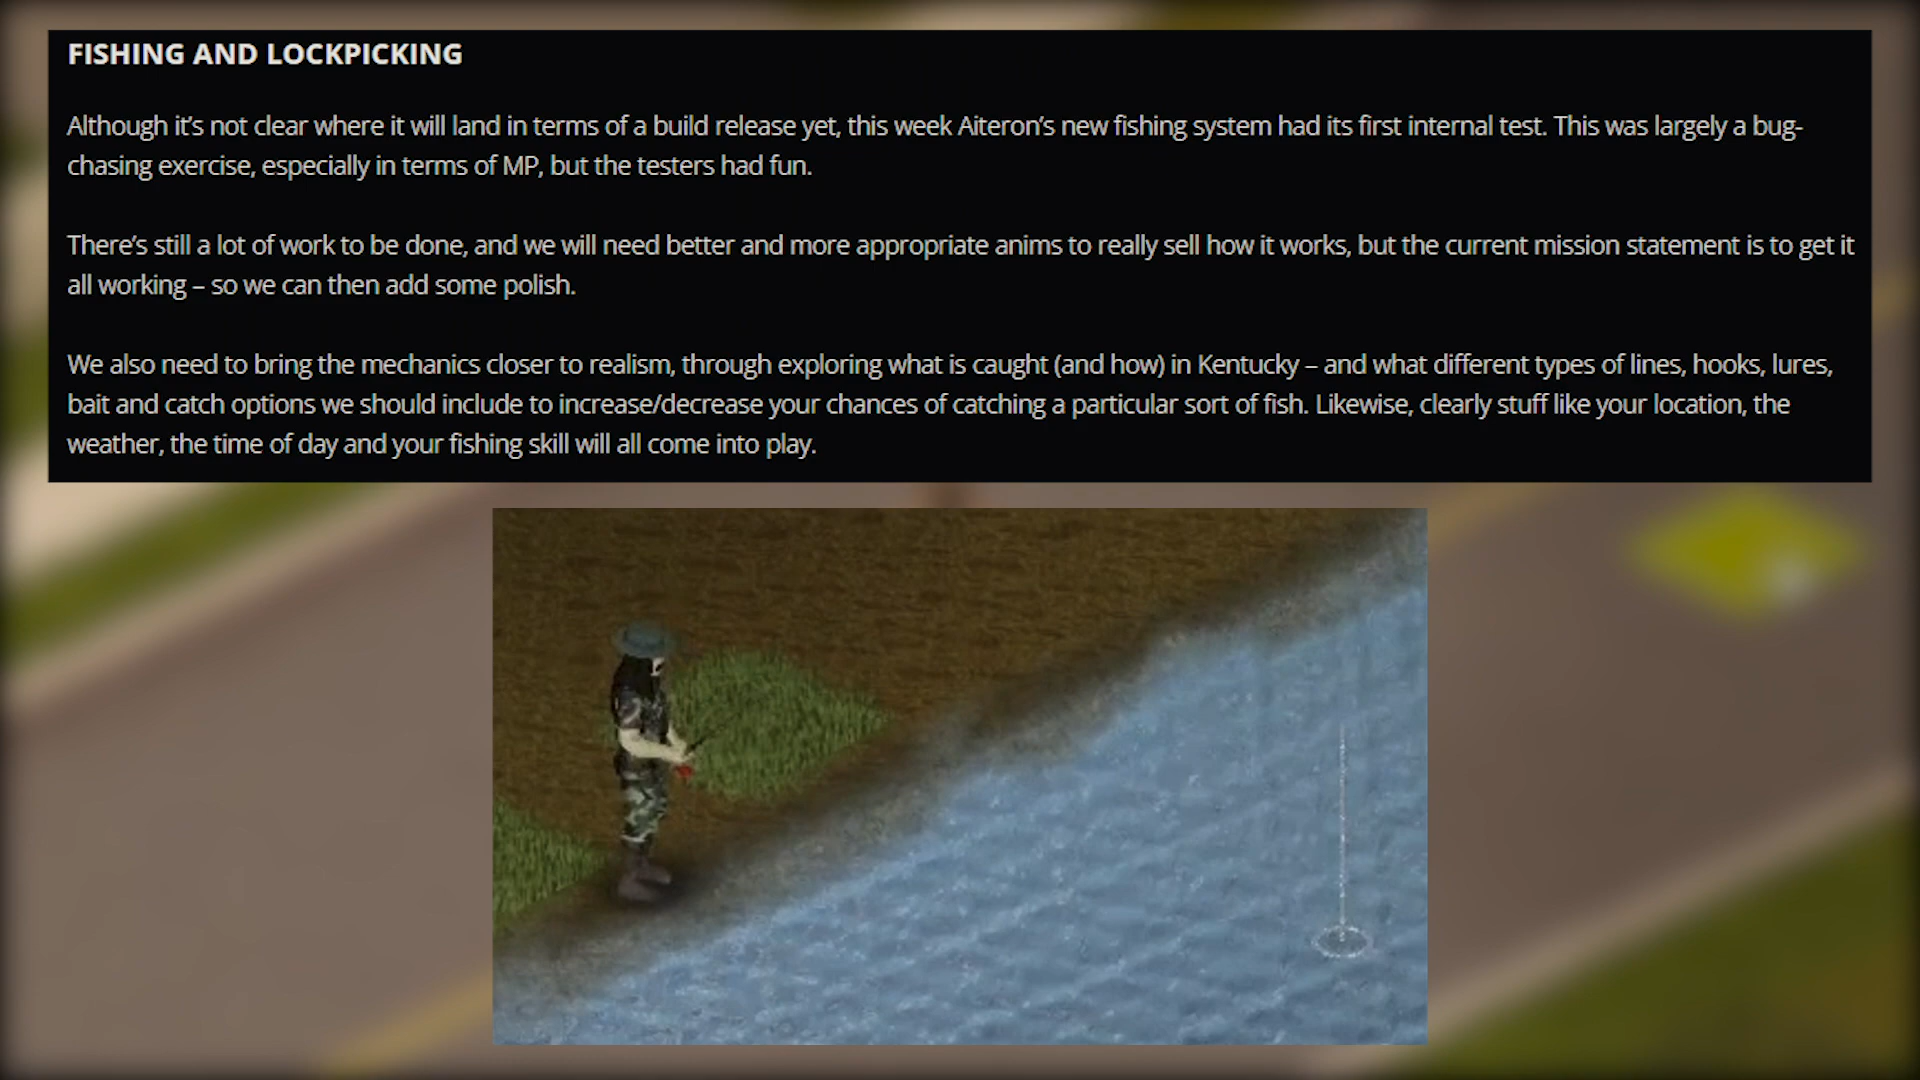 FISHING AND LOCKPICKING
Although it’s not clear where it will land in terms of a build release yet, this week Aiteron’s new fishing system had its first internal test. This was largely a bug-
chasing exercise, especially in terms of MP, but the testers had fun.
There’s still a lot of work to be done, and we will need better and more appropriate anims to really sell how it works, but the current mission statement is to get it
all working – so we can then add some polish.
We also need to bring the mechanics closer to realism, through exploring what is caught (and how) in Kentucky – and what different types of lines, hooks, lures,
bait and catch options we should include to increase/decrease your chances of catching a particular sort of fish. Likewise, clearly stuff like your location, the
weather, the time of day and your fishing skill will all come into play.